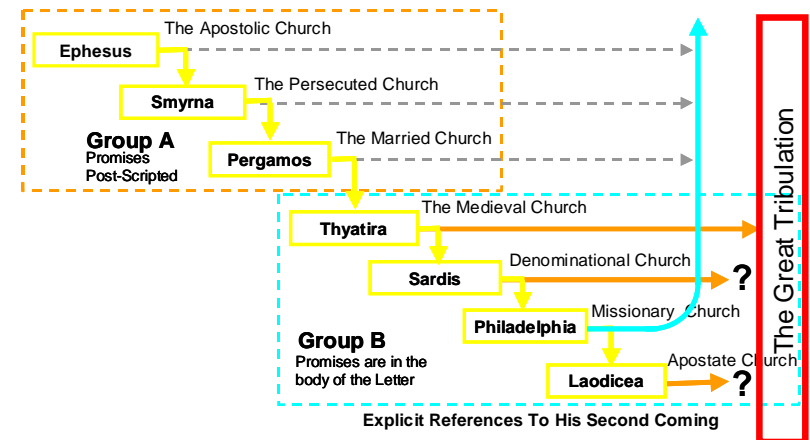 The Apostolic Church
Ephesus
The Persecuted Church
Smyrna
Group A
Promises
Post-Scripted
The Married Church
Pergamos
The Medieval Church
Thyatira
Denominational Church
Sardis
?
Missionary Church
Philadelphia
Group B
Promises are in the
body of the Letter
Apostate Church
Laodicea
?
Explicit References To His Second Coming
The Great Tribulation